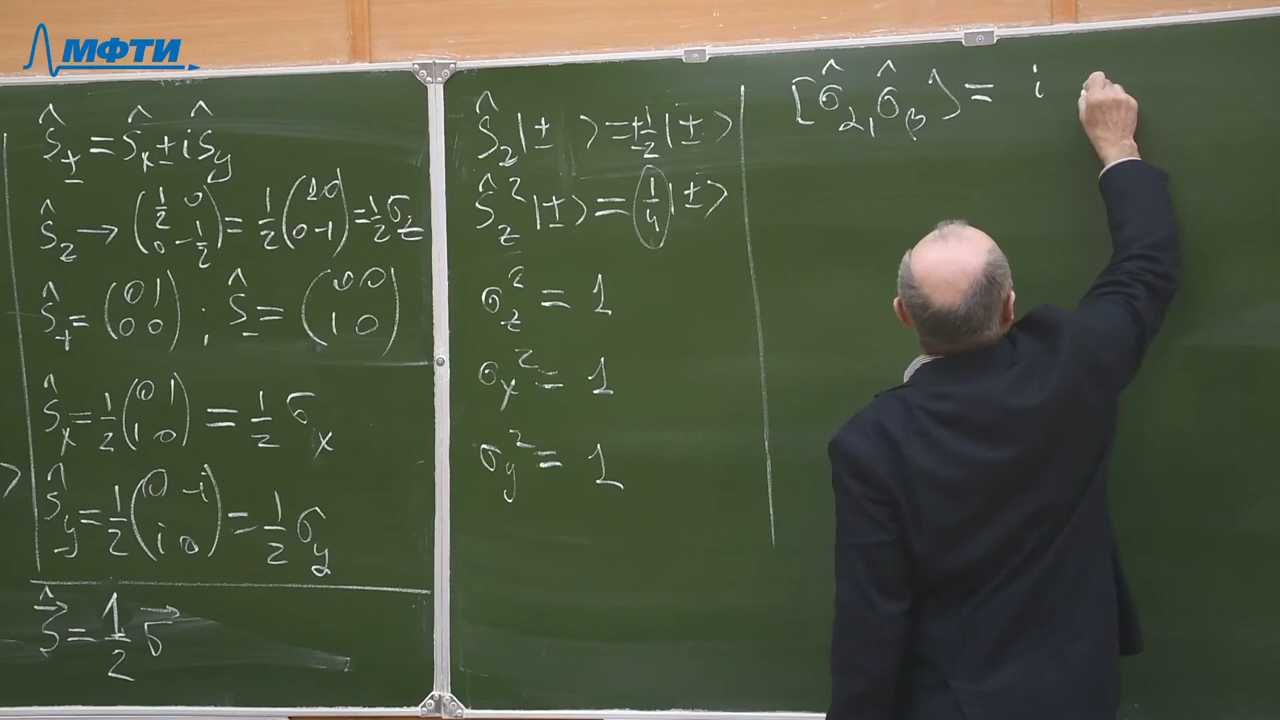 МФТИ
Ŝ± = Ŝx ± iŜy
Ŝz → (1/2 0; 0 -1/2) = 1/2 (1 0; 0 -1) = 1/2 σz
Ŝ+ = (0 1; 0 0) ; Ŝ- = (0 0; 1 0)
Ŝx = 1/2 (0 1; 1 0) = 1/2 σx
Ŝy = 1/2 (0 -i; i 0) = 1/2 σy
S⃗̂ = 1/2 σ⃗
Ŝz|± > = ±1/2|± >
Ŝz²|±> = 1/4|±>
σz² = 1
σx² = 1
σy² = 1
[σ̂α, σ̂β] = i